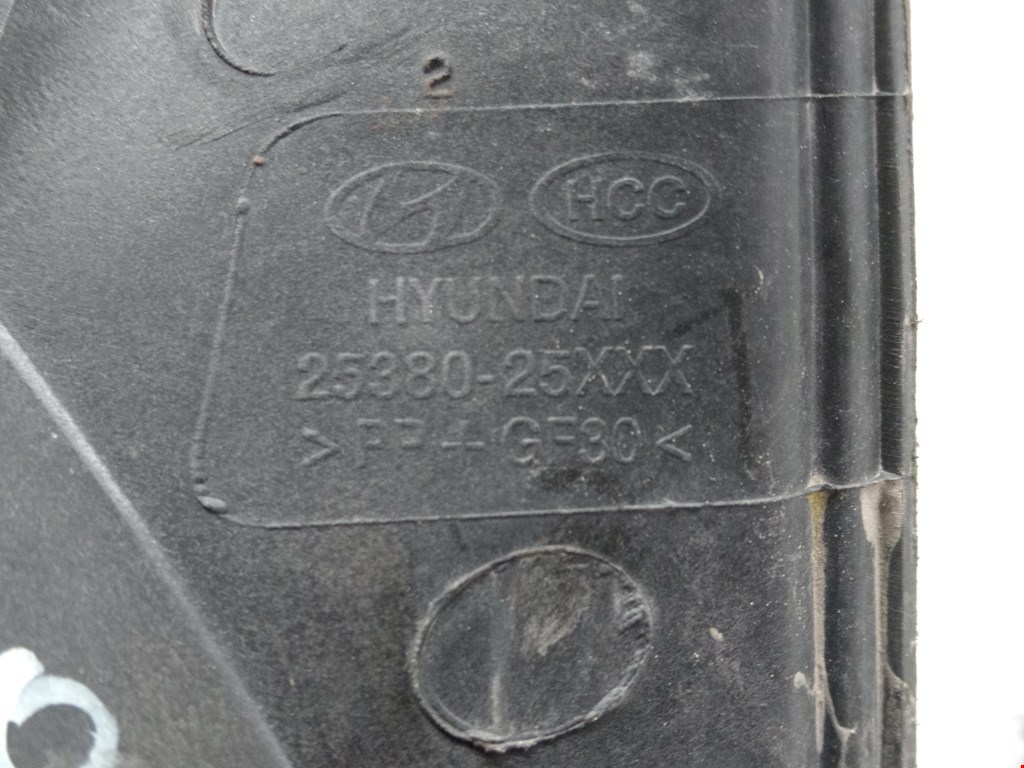 2
HCC
HYUNDAI
25380-25XXX
>PP+GF30<